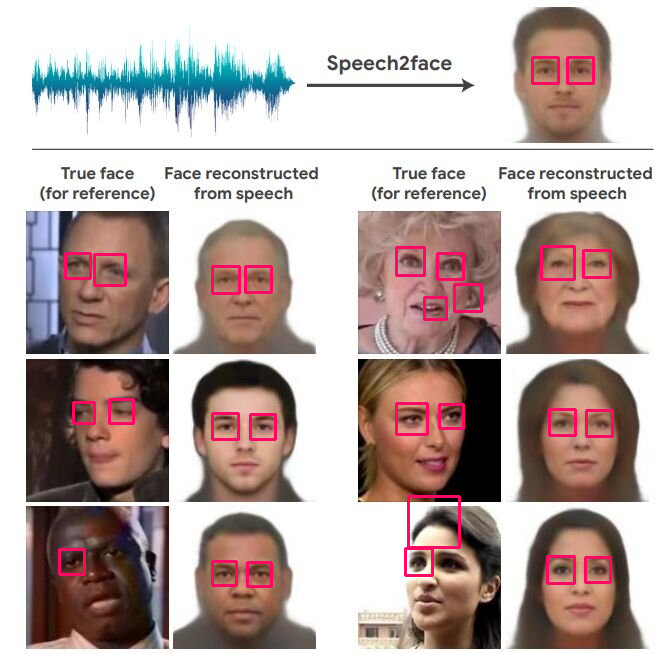 Speech2face
True face
(for reference)
Face reconstructed
from speech
True face
(for reference)
Face reconstructed
from speech